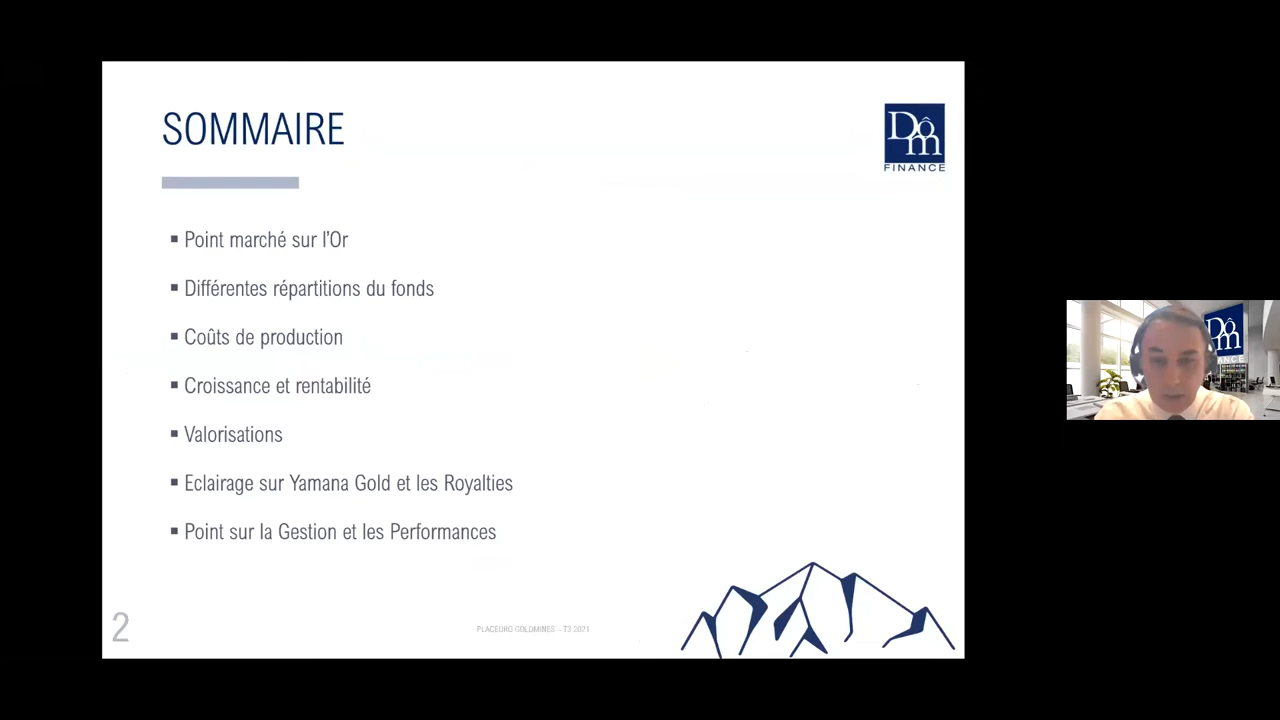 SOMMAIRE
Dôm
FINANCE
▪ Point marché sur l'Or
▪ Différentes répartitions du fonds
▪ Coûts de production
▪ Croissance et rentabilité
▪ Valorisations
▪ Eclairage sur Yamana Gold et les Royalties
▪ Point sur la Gestion et les Performances
2
PLACEURO GOLDMINES – T3 2021
Dôm